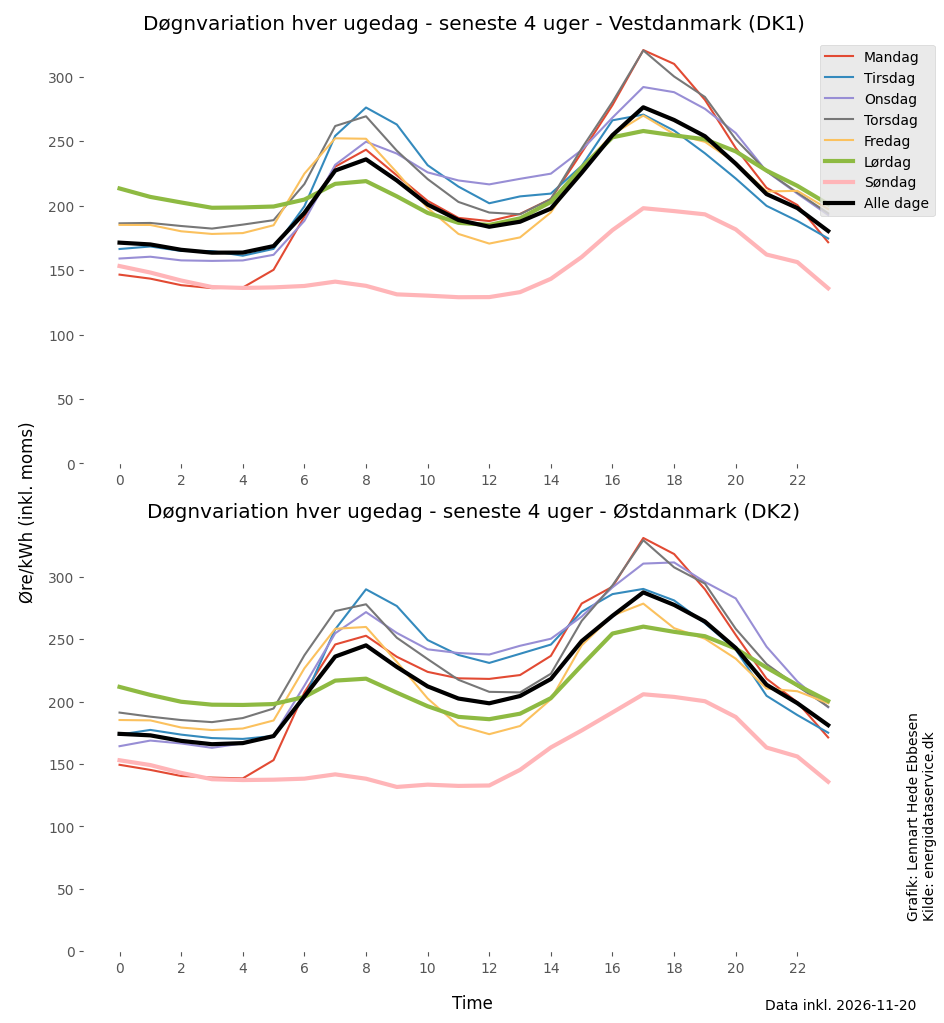 Døgnvariation hver ugedag - seneste 4 uger - Vestdanmark (DK1)
Mandag
Tirsdag
Onsdag
Torsdag
Fredag
Lørdag
Søndag
Alle dage
300
250
200
150
100
50
0
0 2 4 6 8 10 12 14 16 18 20 22
Øre/kWh (inkl. moms)
Døgnvariation hver ugedag - seneste 4 uger - Østdanmark (DK2)
300
250
200
150
100
50
0
0 2 4 6 8 10 12 14 16 18 20 22
Time
Grafik: Lennart Hede Ebbesen
Kilde: energidataservice.dk
Data inkl. 2026-11-20